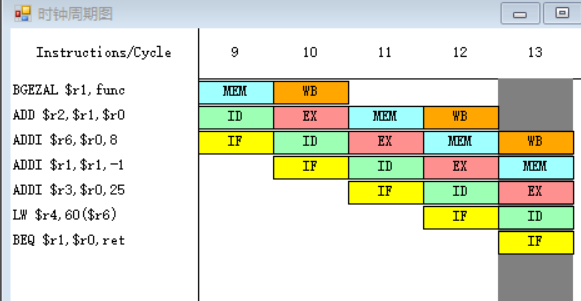 时钟周期图
Instructions/Cycle 9 10 11 12 13
BGEZAL $r1,func MEM WB
ADD $r2,$r1,$r0 ID EX MEM WB
ADDI $r6,$r0,8 IF ID EX MEM WB
ADDI $r1,$r1,-1 IF ID EX MEM
ADDI $r3,$r0,25 IF ID EX
LW $r4,60($r6) IF ID
BEQ $r1,$r0,ret IF